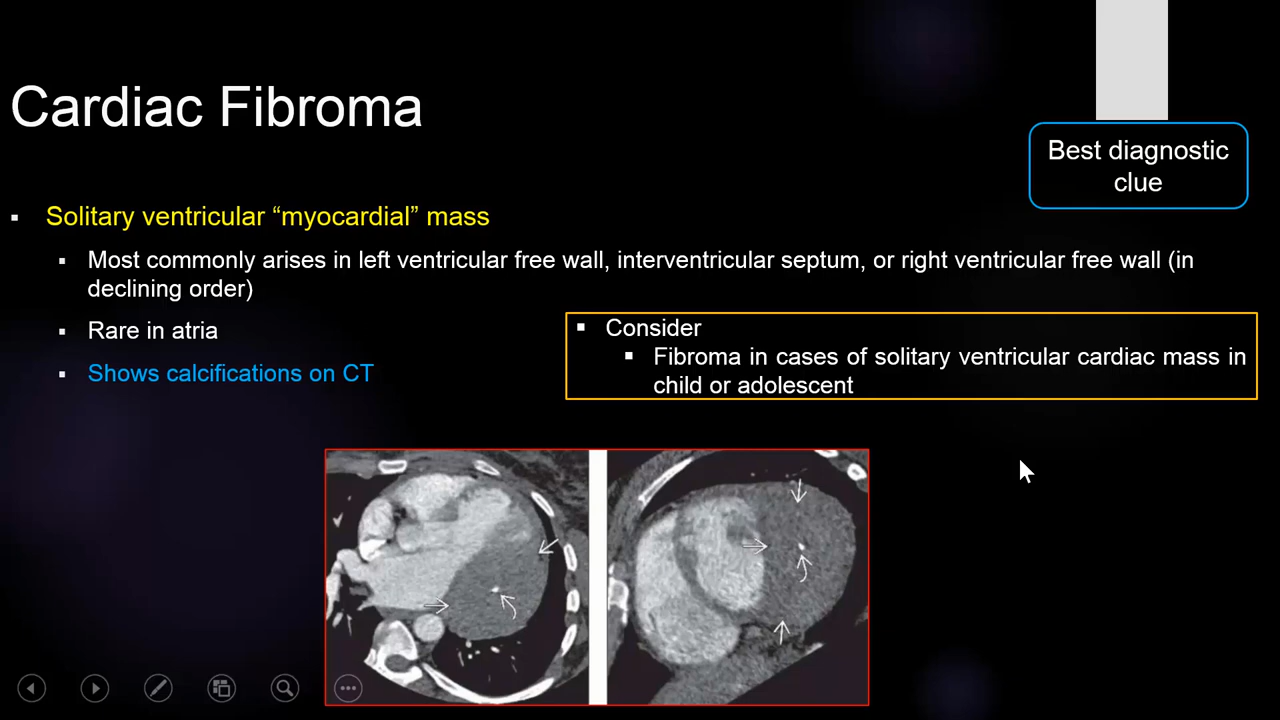 Cardiac Fibroma
Best diagnostic
clue
▪ Solitary ventricular “myocardial” mass
▪ Most commonly arises in left ventricular free wall, interventricular septum, or right ventricular free wall (in
declining order)
▪ Rare in atria
▪ Shows calcifications on CT
▪ Consider
▪ Fibroma in cases of solitary ventricular cardiac mass in
child or adolescent